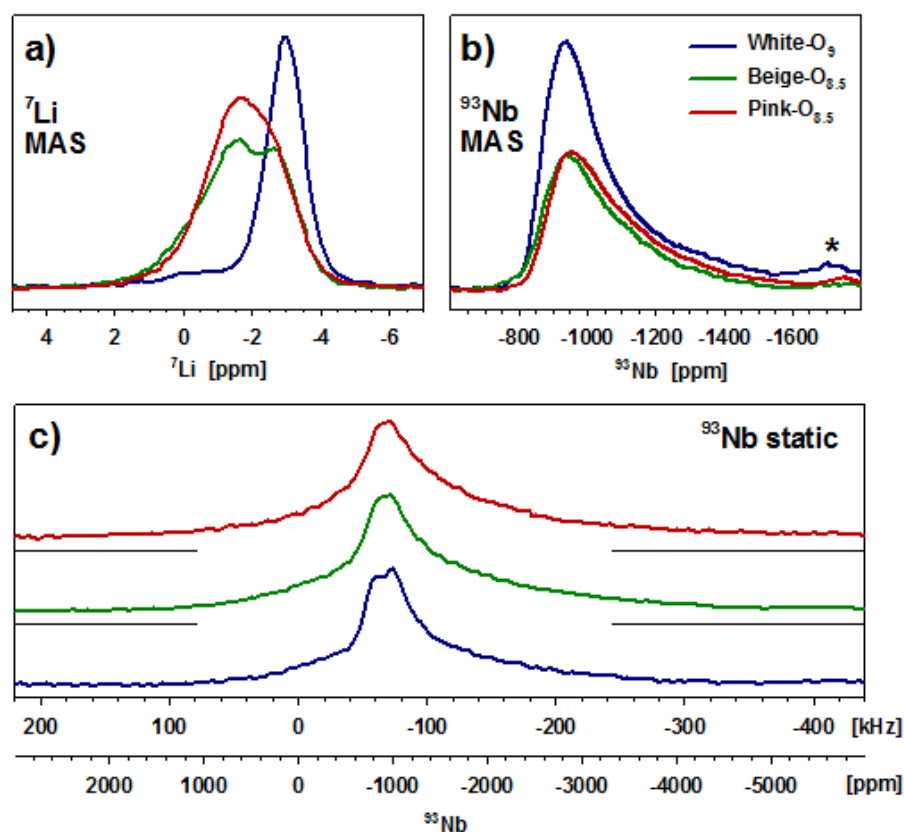 a)
⁷Li
MAS
4 2 0 -2 -4 -6
⁷Li [ppm]
b)
⁹³Nb
MAS
White-O₉
Beige-O₈.₅
Pink-O₈.₅
*
-800 -1000 -1200 -1400 -1600
⁹³Nb [ppm]
c)
⁹³Nb static
200 100 0 -100 -200 -300 -400 [kHz]
2000 1000 0 -1000 -2000 -3000 -4000 -5000 [ppm]
⁹³Nb